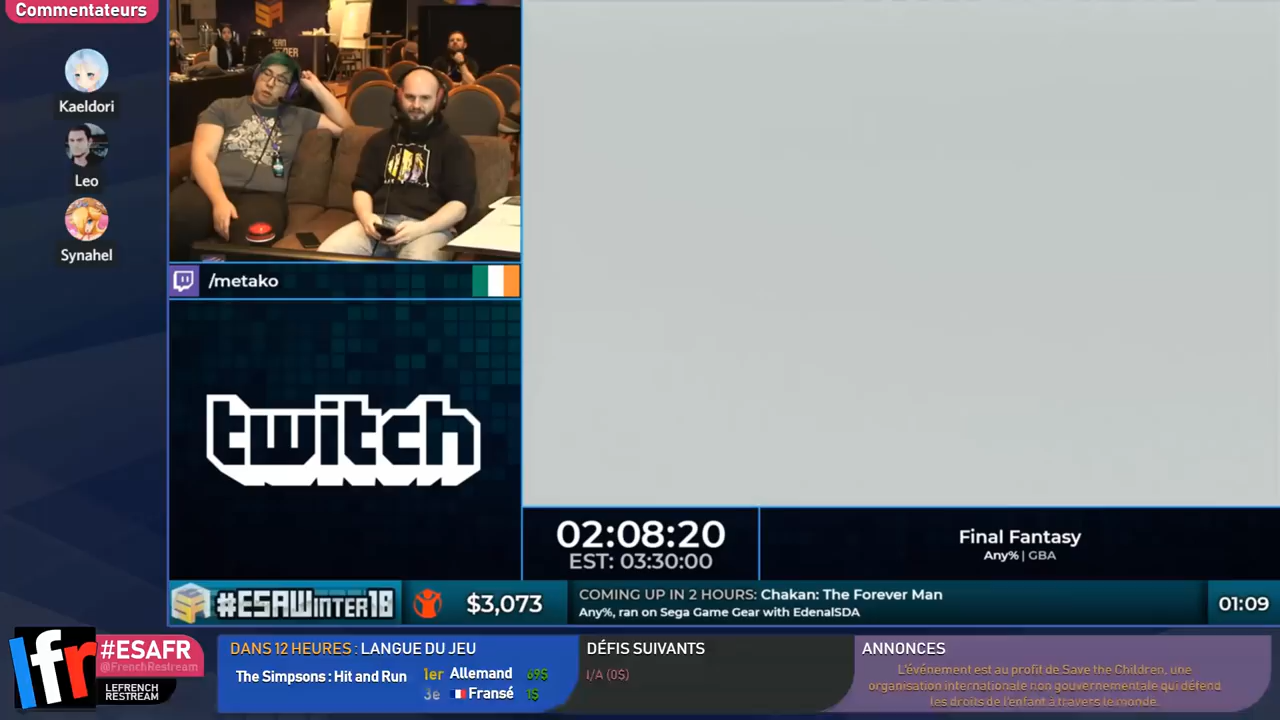 Commentateurs
Kaeldori
Leo
Synahel
/metako
twitch
02:08:20
EST: 03:30:00
Final Fantasy
Any% | GBA
#ESAWinter18
$3,073
COMING UP IN 2 HOURS: Chakan: The Forever Man
Any%, ran on Sega Game Gear with EdenalSDA
01:09
lfr
#ESAFR
@FrenchRestream
LEFRENCH
RESTREAM
DANS 12 HEURES : LANGUE DU JEU
The Simpsons : Hit and Run
1er Allemand 69$
3e Fransé 1$
DÉFIS SUIVANTS
I/A (0$)
ANNONCES
L'événement est au profit de Save the Children, une
organisation internationale non gouvernementale qui défend
les droits de l'enfant à travers le monde.